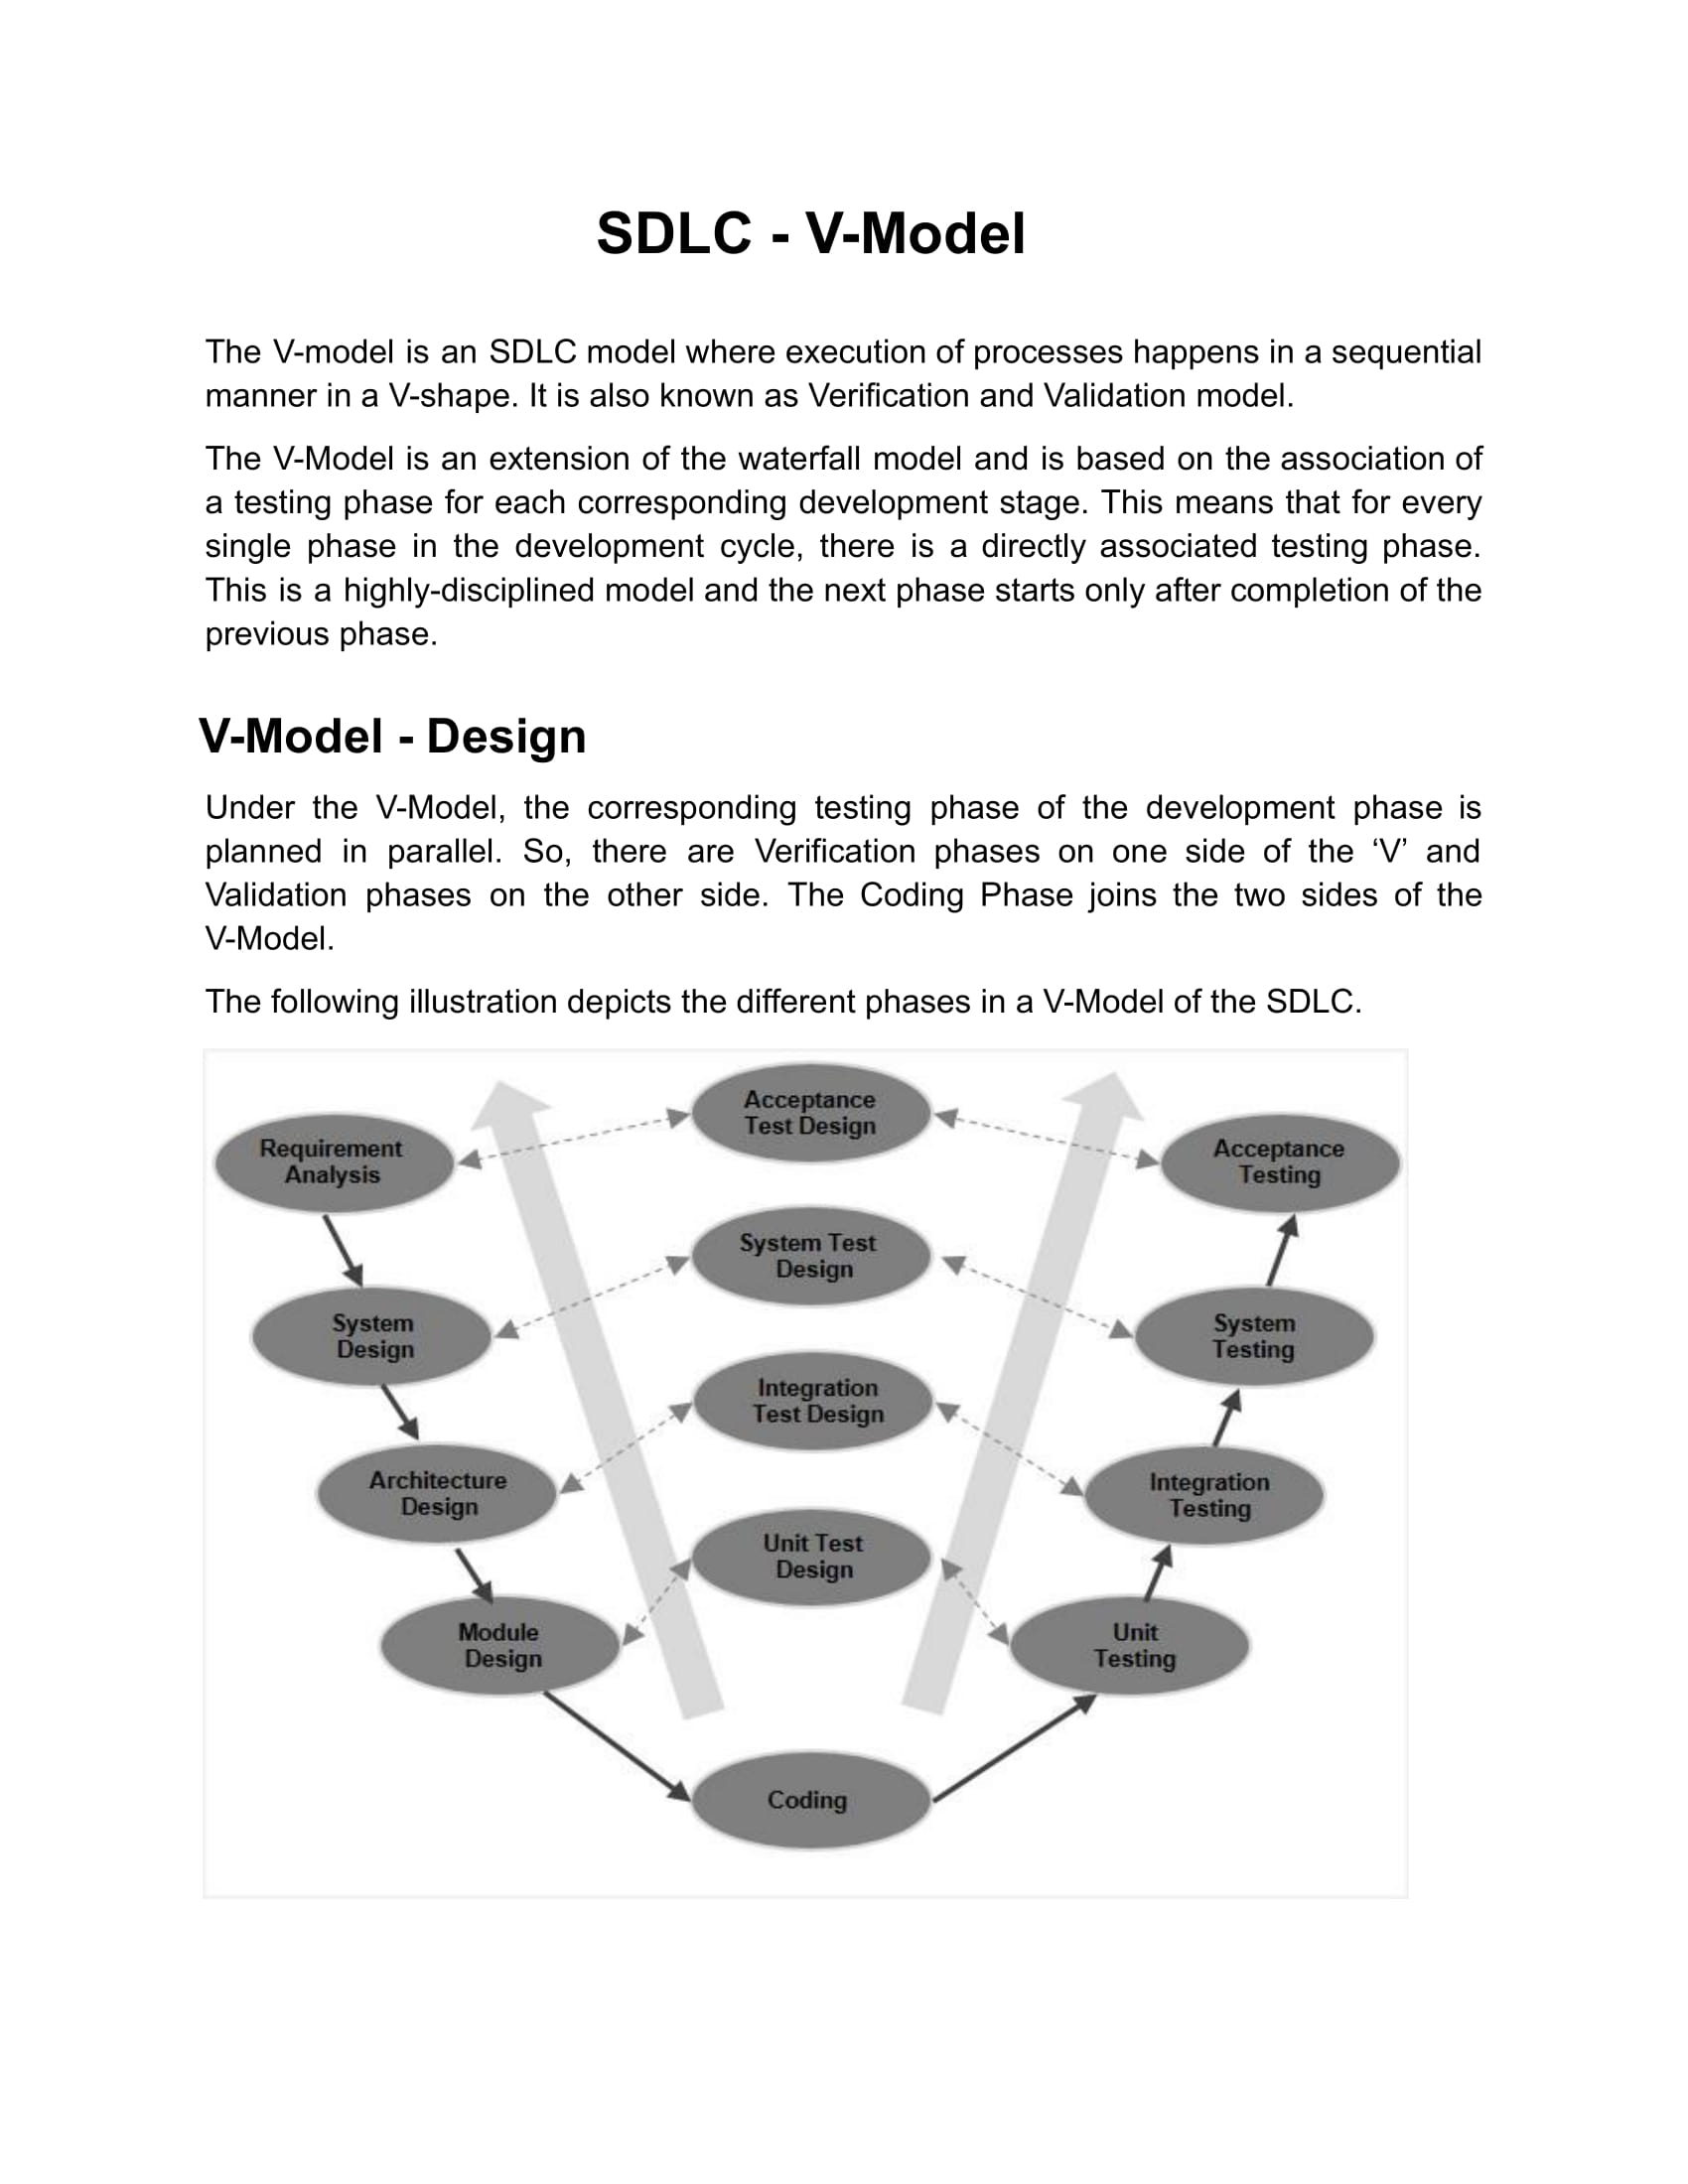 SDLC - V-Model
The V-model is an SDLC model where execution of processes happens in a sequential
manner in a V-shape. It is also known as Verification and Validation model.
The V-Model is an extension of the waterfall model and is based on the association of
a testing phase for each corresponding development stage. This means that for every
single phase in the development cycle, there is a directly associated testing phase.
This is a highly-disciplined model and the next phase starts only after completion of the
previous phase.
V-Model - Design
Under the V-Model, the corresponding testing phase of the development phase is
planned in parallel. So, there are Verification phases on one side of the ‘V’ and
Validation phases on the other side. The Coding Phase joins the two sides of the
V-Model.
The following illustration depicts the different phases in a V-Model of the SDLC.
Acceptance
Test Design
Requirement
Analysis
Acceptance
Testing
System Test
Design
System
Design
System
Testing
Integration
Test Design
Architecture
Design
Integration
Testing
Unit Test
Design
Module
Design
Unit
Testing
Coding